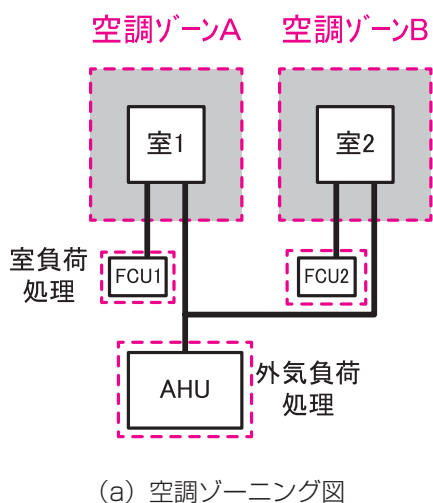 空調ゾーンA 空調ゾーンB
室1 室2
室負荷
処理
FCU1 FCU2
AHU
外気負荷
処理
(a) 空調ゾーニング図